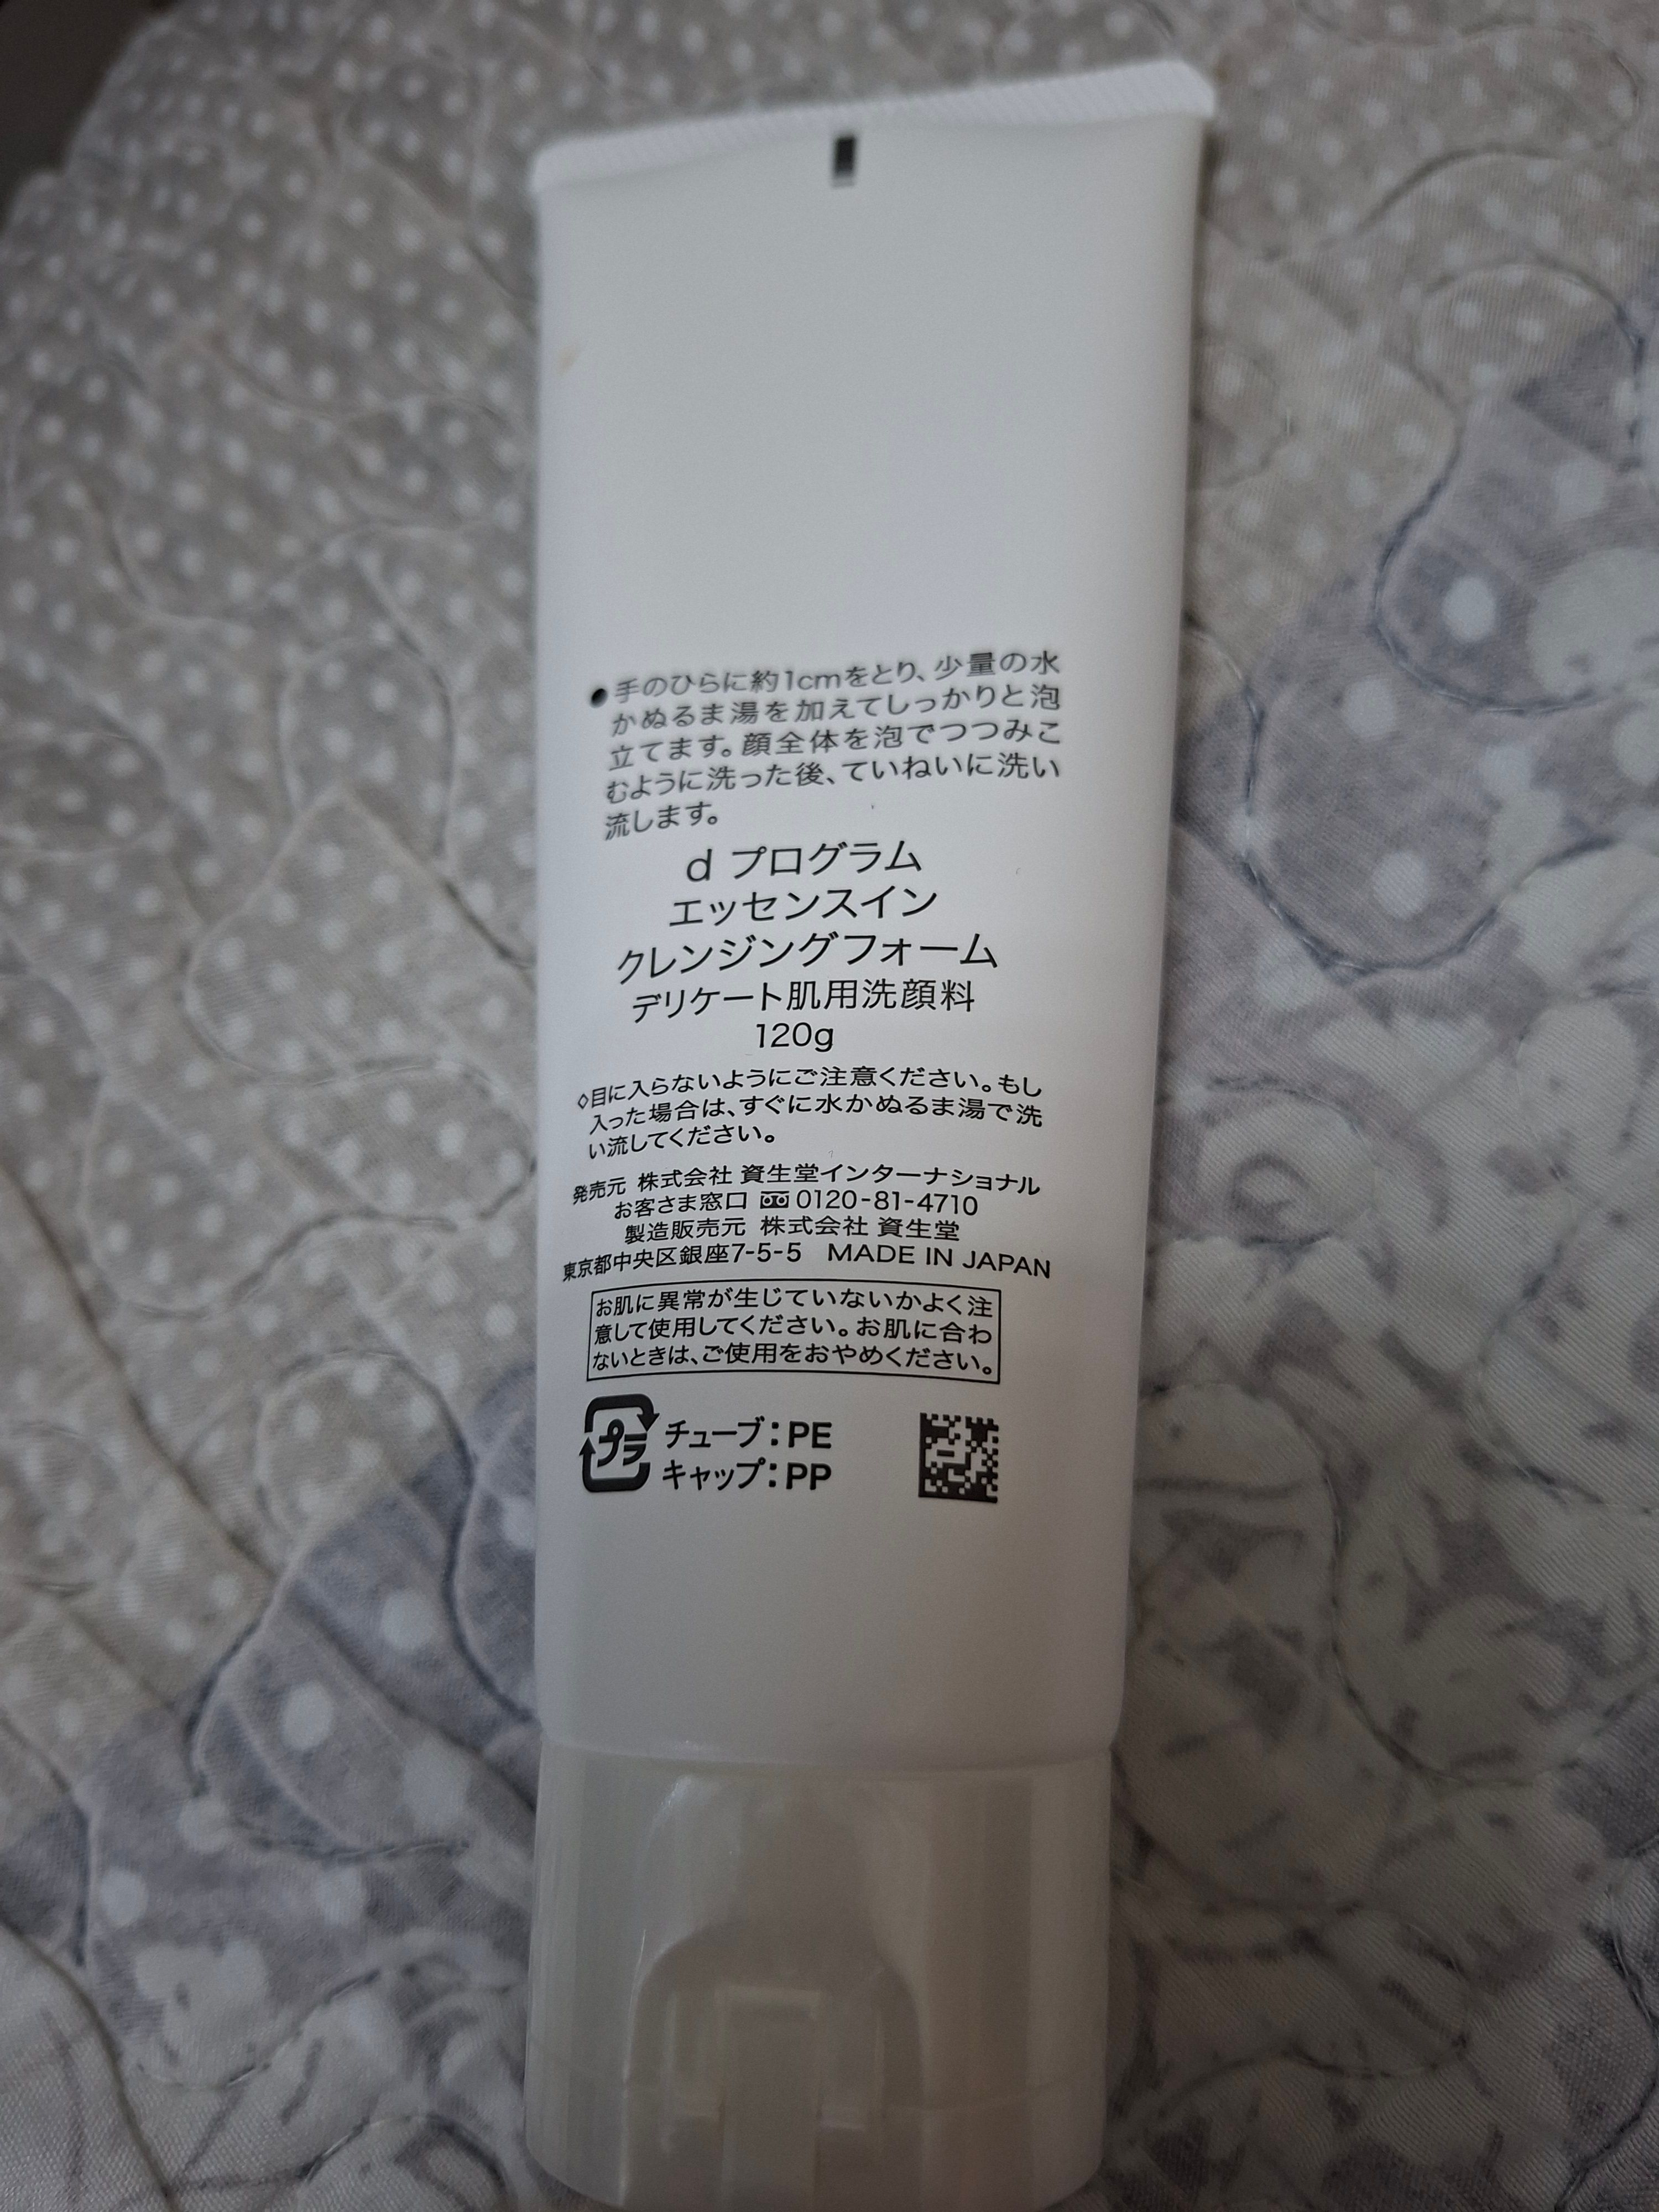 ●手のひらに約1cmをとり、少量の水
かぬるま湯を加えてしっかりと泡
立てます。顔全体を泡でつつみこ
むように洗った後、ていねいに洗い
流します。
d プログラム
エッセンスイン
クレンジングフォーム
デリケート肌用洗顔料
120g
◇目に入らないようにご注意ください。もし
入った場合は、すぐに水かぬるま湯で洗
い流してください。
発売元 株式会社 資生堂インターナショナル
お客さま窓口 0120-81-4710
製造販売元 株式会社 資生堂
東京都中央区銀座7-5-5 MADE IN JAPAN
お肌に異常が生じていないかよく注
意して使用してください。お肌に合わ
ないときは、ご使用をおやめください。
プラ チューブ:PE
キャップ:PP